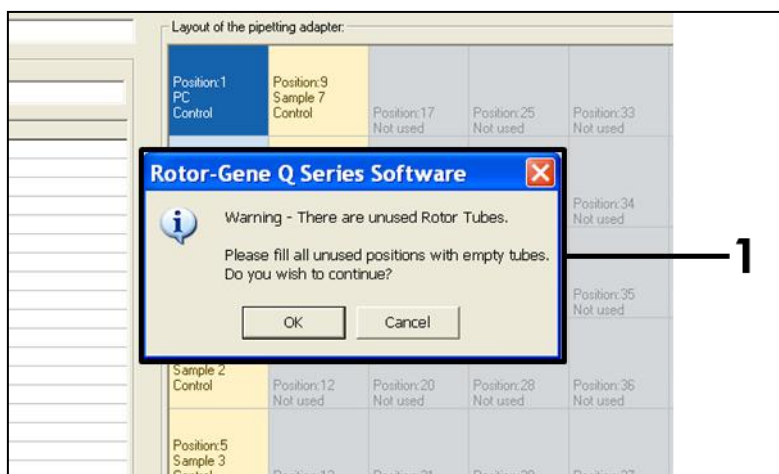 Layout of the pipetting adapter:
Position:1
PC
Control
Position:9
Sample 7
Control
Position:17
Not used
Position:25
Not used
Position:33
Not used
Rotor-Gene Q Series Software
Warning - There are unused Rotor Tubes.
Please fill all unused positions with empty tubes.
Do you wish to continue?
OK
Cancel
1
Position:34
Not used
Position:35
Not used
Sample 2
Control
Position:12
Not used
Position:20
Not used
Position:28
Not used
Position:36
Not used
Position:5
Sample 3